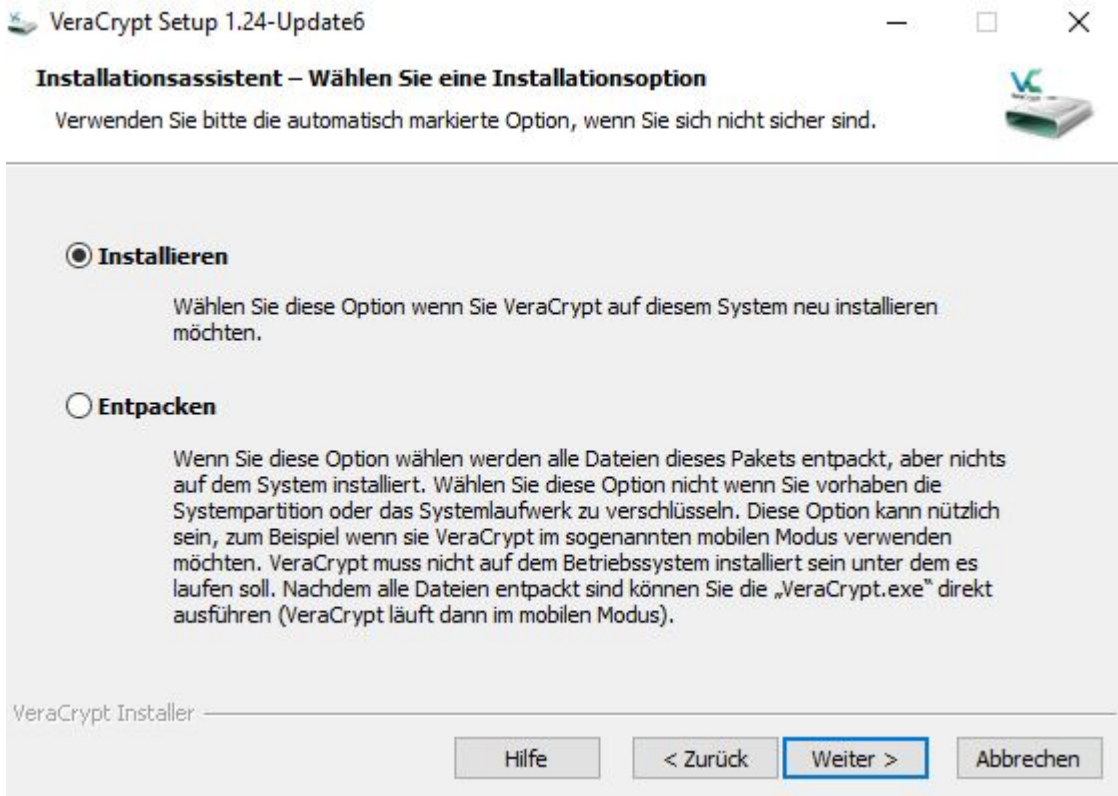 VeraCrypt Setup 1.24-Update6
Installationsassistent – Wählen Sie eine Installationsoption
Verwenden Sie bitte die automatisch markierte Option, wenn Sie sich nicht sicher sind.
VC
Installieren
Wählen Sie diese Option wenn Sie VeraCrypt auf diesem System neu installieren
möchten.
Entpacken
Wenn Sie diese Option wählen werden alle Dateien dieses Pakets entpackt, aber nichts
auf dem System installiert. Wählen Sie diese Option nicht wenn Sie vorhaben die
Systempartition oder das Systemlaufwerk zu verschlüsseln. Diese Option kann nützlich
sein, zum Beispiel wenn sie VeraCrypt im sogenannten mobilen Modus verwenden
möchten. VeraCrypt muss nicht auf dem Betriebssystem installiert sein unter dem es
laufen soll. Nachdem alle Dateien entpackt sind können Sie die „VeraCrypt.exe“ direkt
ausführen (VeraCrypt läuft dann im mobilen Modus).
VeraCrypt Installer
Hilfe < Zurück Weiter > Abbrechen